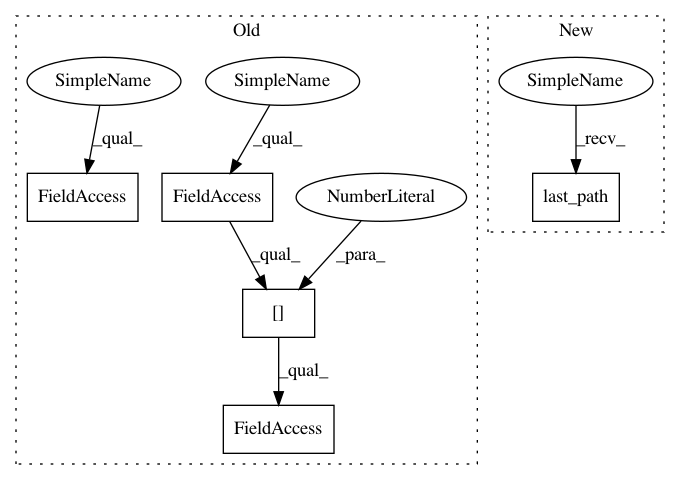 Old
New
SimpleName
SimpleName
SimpleName
_qual_
_qual_
_recv_
FieldAccess
FieldAccess
NumberLiteral
last_path
_qual_
_para_
[]
_qual_
FieldAccess